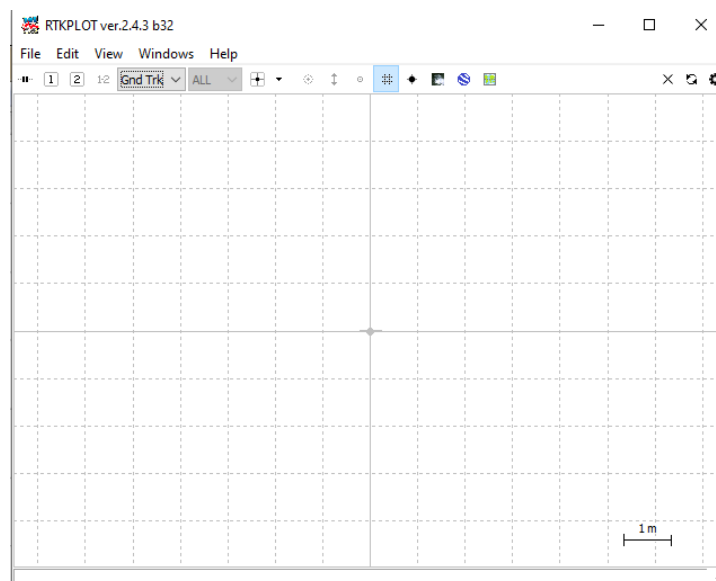 RTKPLOT ver.2.4.3 b32
File Edit View Windows Help
1 2 1-2 Gnd Trk ALL
1 m